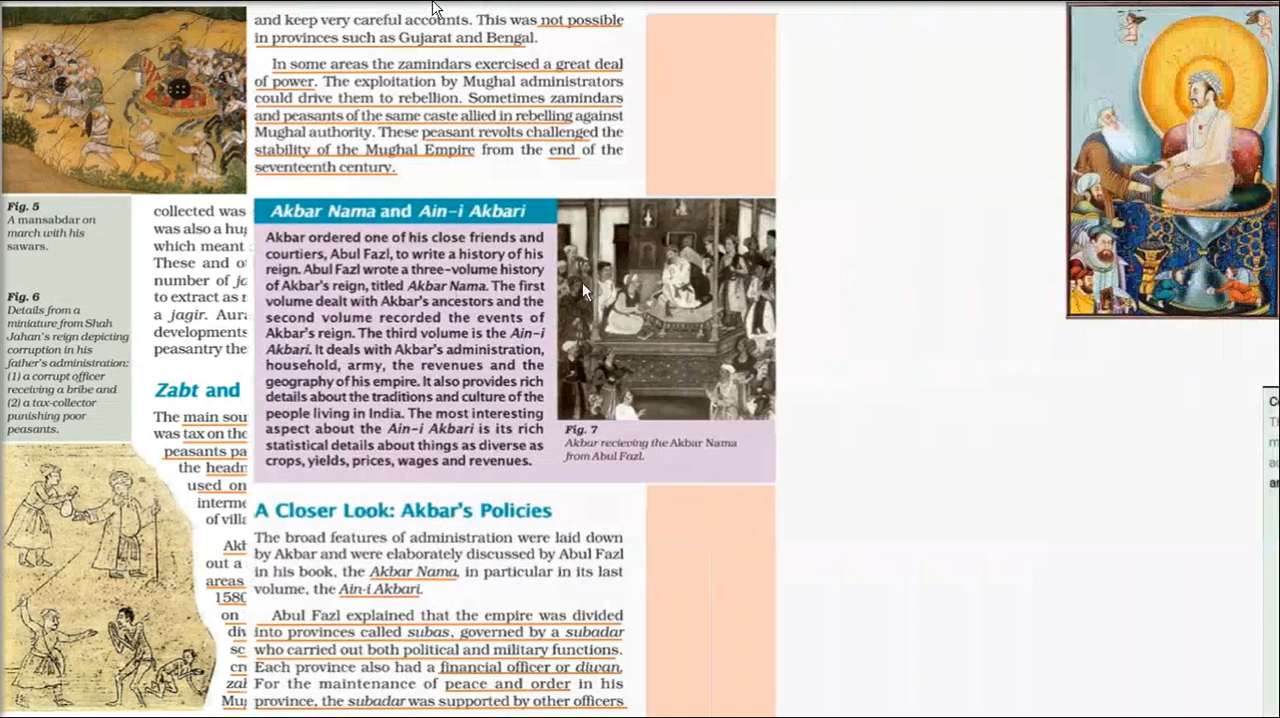 and keep very careful accounts. This was not possible
in provinces such as Gujarat and Bengal.
In some areas the zamindars exercised a great deal
of power. The exploitation by Mughal administrators
could drive them to rebellion. Sometimes zamindars
and peasants of the same caste allied in rebelling against
Mughal authority. These peasant revolts challenged the
stability of the Mughal Empire from the end of the
seventeenth century.
Fig. 5
A mansabdar on
march with his
sawars.
Fig. 6
Details from a
miniature from Shah
Jahan's reign depicting
corruption in his
father's administration:
(1) a corrupt officer
receiving a bribe and
(2) a tax-collector
punishing poor
peasants.
collected was
was also a hug
which meant
These and o
number of ja
to extract as r
a jagir. Aura
developments
peasantry the
Zabt and
The main sou
was tax on the
peasants pa
the headn
used on
interme
of villa
Akb
out a
areas
1580
on
div
sc
cr
zab
Mug
Akbar Nama and Ain-i Akbari
Akbar ordered one of his close friends and
courtiers, Abul Fazl, to write a history of his
reign. Abul Fazl wrote a three-volume history
of Akbar's reign, titled Akbar Nama. The first
volume dealt with Akbar's ancestors and the
second volume recorded the events of
Akbar's reign. The third volume is the Ain-i
Akbari. It deals with Akbar's administration,
household, army, the revenues and the
geography of his empire. It also provides rich
details about the traditions and culture of the
people living in India. The most interesting
aspect about the Ain-i Akbari is its rich
statistical details about things as diverse as
crops, yields, prices, wages and revenues.
Fig. 7
Akbar recieving the Akbar Nama
from Abul Fazl.
A Closer Look: Akbar's Policies
The broad features of administration were laid down
by Akbar and were elaborately discussed by Abul Fazl
in his book, the Akbar Nama, in particular in its last
volume, the Ain-i Akbari.
Abul Fazl explained that the empire was divided
into provinces called subas, governed by a subadar
who carried out both political and military functions.
Each province also had a financial officer or diwan.
For the maintenance of peace and order in his
province, the subadar was supported by other officers